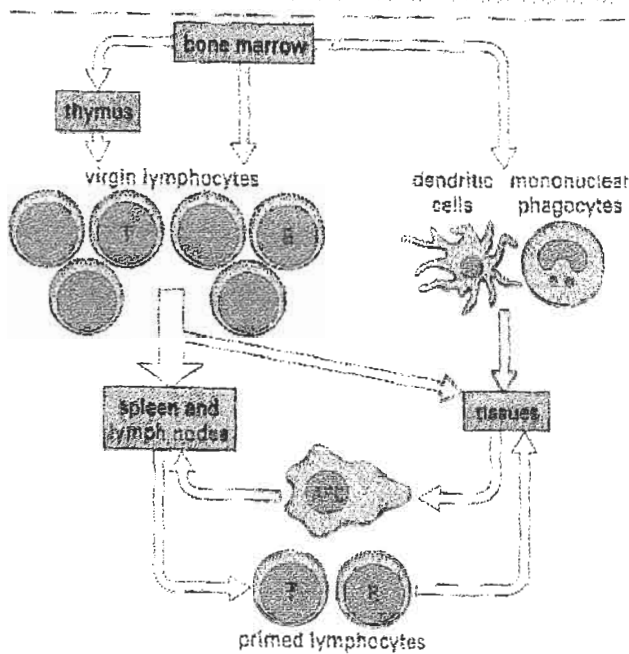 bone marrow
thymus
virgin lymphocytes
T
B
dendritic
cells
mononuclear
phagocytes
spleen and
lymph nodes
tissues
APC
T
B
primed lymphocytes